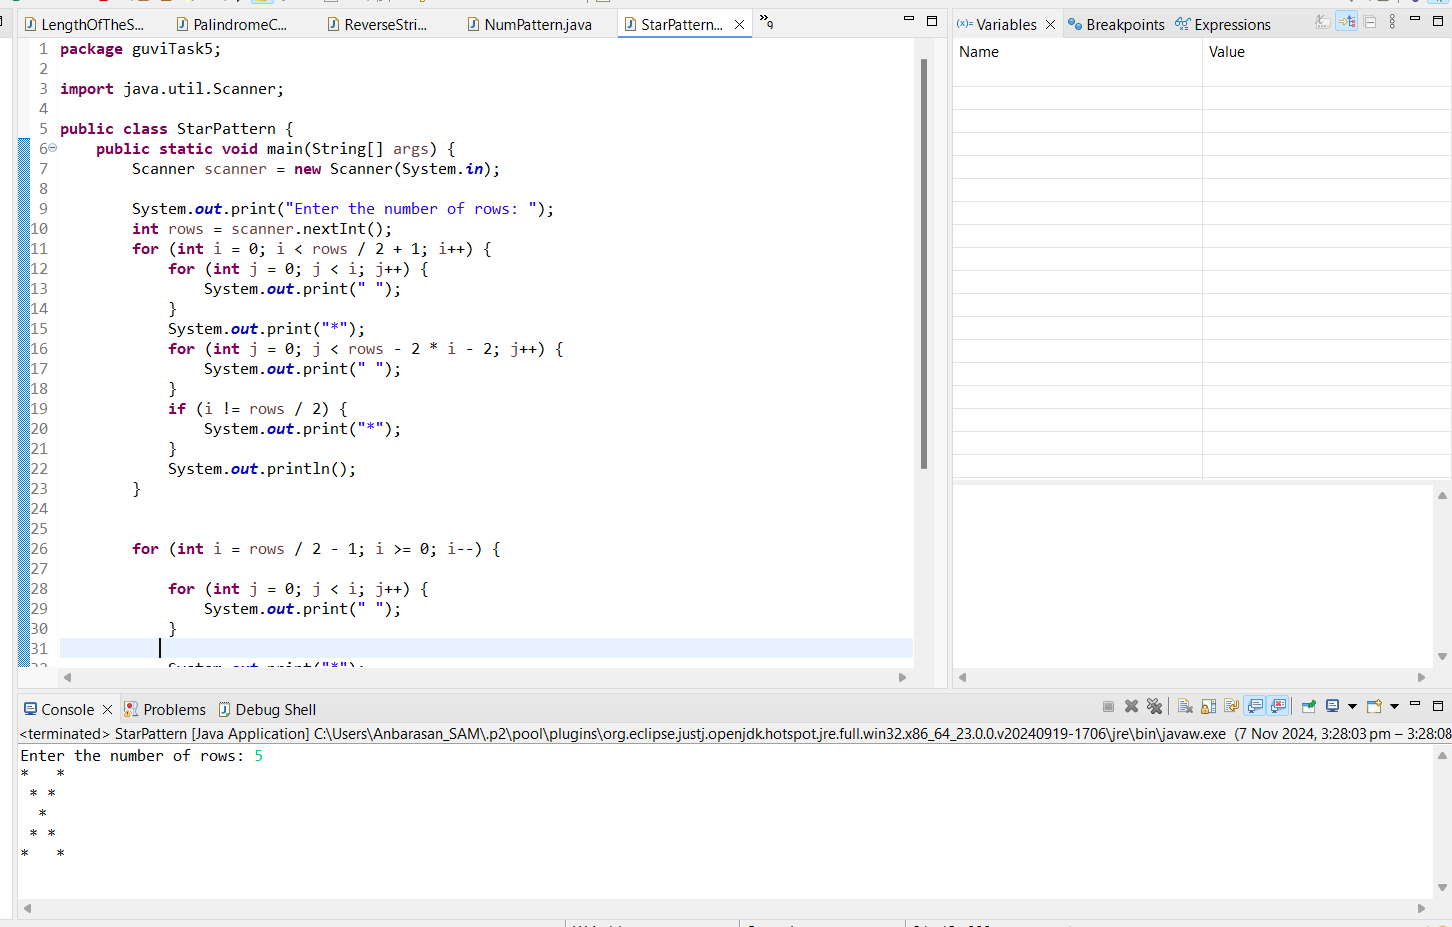 LengthOfTheS... PalindromeC... ReverseStri... NumPattern.java StarPattern... »9
1 package guviTask5;
2
3 import java.util.Scanner;
4
5 public class StarPattern {
6 public static void main(String[] args) {
7 Scanner scanner = new Scanner(System.in);
8
9 System.out.print("Enter the number of rows: ");
10 int rows = scanner.nextInt();
11 for (int i = 0; i < rows / 2 + 1; i++) {
12 for (int j = 0; j < i; j++) {
13 System.out.print(" ");
14 }
15 System.out.print("*");
16 for (int j = 0; j < rows - 2 * i - 2; j++) {
17 System.out.print(" ");
18 }
19 if (i != rows / 2) {
20 System.out.print("*");
21 }
22 System.out.println();
23 }
24
25
26 for (int i = rows / 2 - 1; i >= 0; i--) {
27
28 for (int j = 0; j < i; j++) {
29 System.out.print(" ");
30 }
31
32 System.out.print("*");
(x)= Variables Breakpoints Expressions
Name Value
Console Problems Debug Shell
<terminated> StarPattern [Java Application] C:\Users\Anbarasan_SAM\.p2\pool\plugins\org.eclipse.justj.openjdk.hotspot.jre.full.win32.x86_64_23.0.0.v20240919-1706\jre\bin\javaw.exe (7 Nov 2024, 3:28:03 pm – 3:28:08
Enter the number of rows: 5
*   *
 * *
  *
 * *
*   *